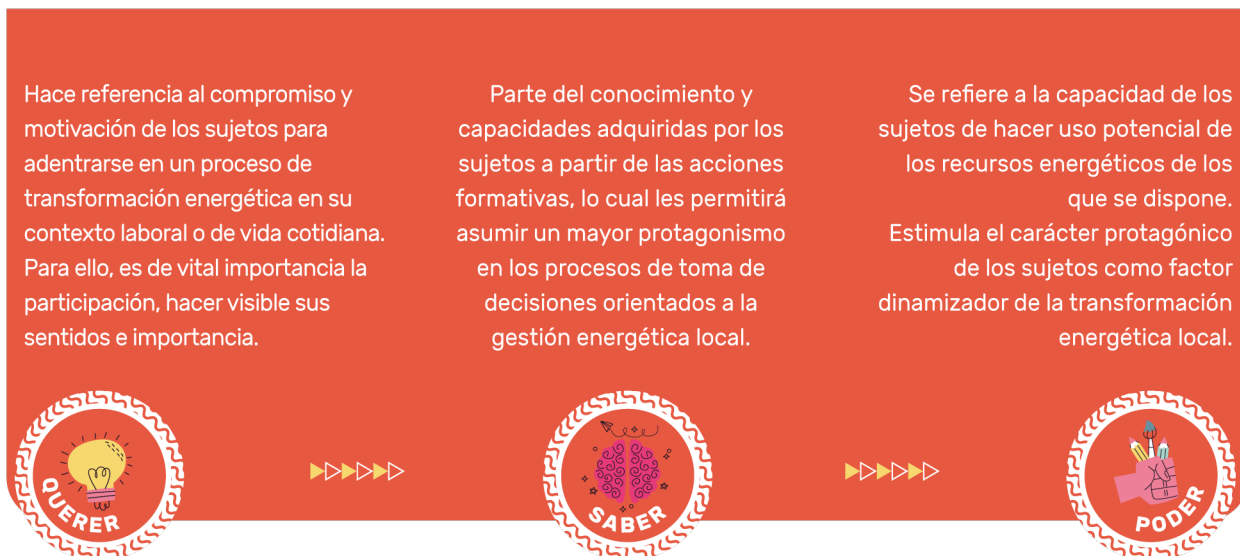 Hace referencia al compromiso y
motivación de los sujetos para
adentrarse en un proceso de
transformación energética en su
contexto laboral o de vida cotidiana.
Para ello, es de vital importancia la
participación, hacer visible sus
sentidos e importancia.
QUERER
Parte del conocimiento y
capacidades adquiridas por los
sujetos a partir de las acciones
formativas, lo cual les permitirá
asumir un mayor protagonismo
en los procesos de toma de
decisiones orientados a la
gestión energética local.
SABER
Se refiere a la capacidad de los
sujetos de hacer uso potencial de
los recursos energéticos de los
que se dispone.
Estimula el carácter protagónico
de los sujetos como factor
dinamizador de la transformación
energética local.
PODER